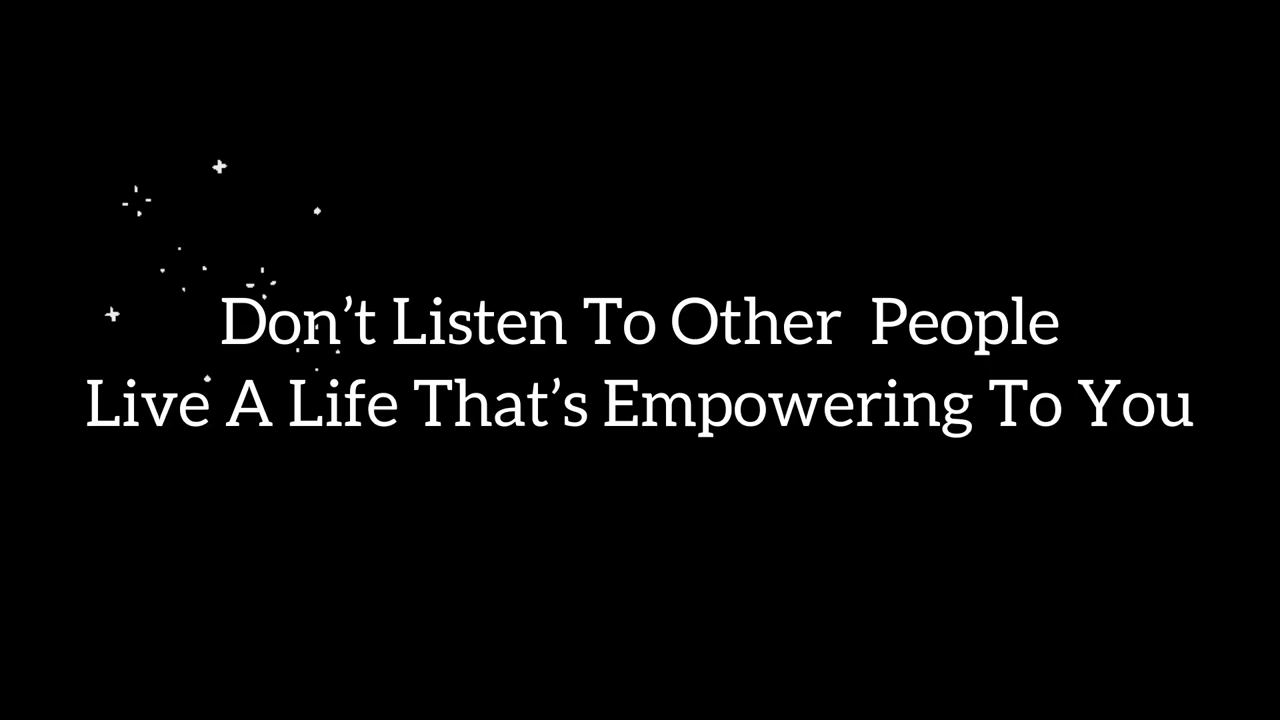 Don’t Listen To Other  People
Live A Life That’s Empowering To You